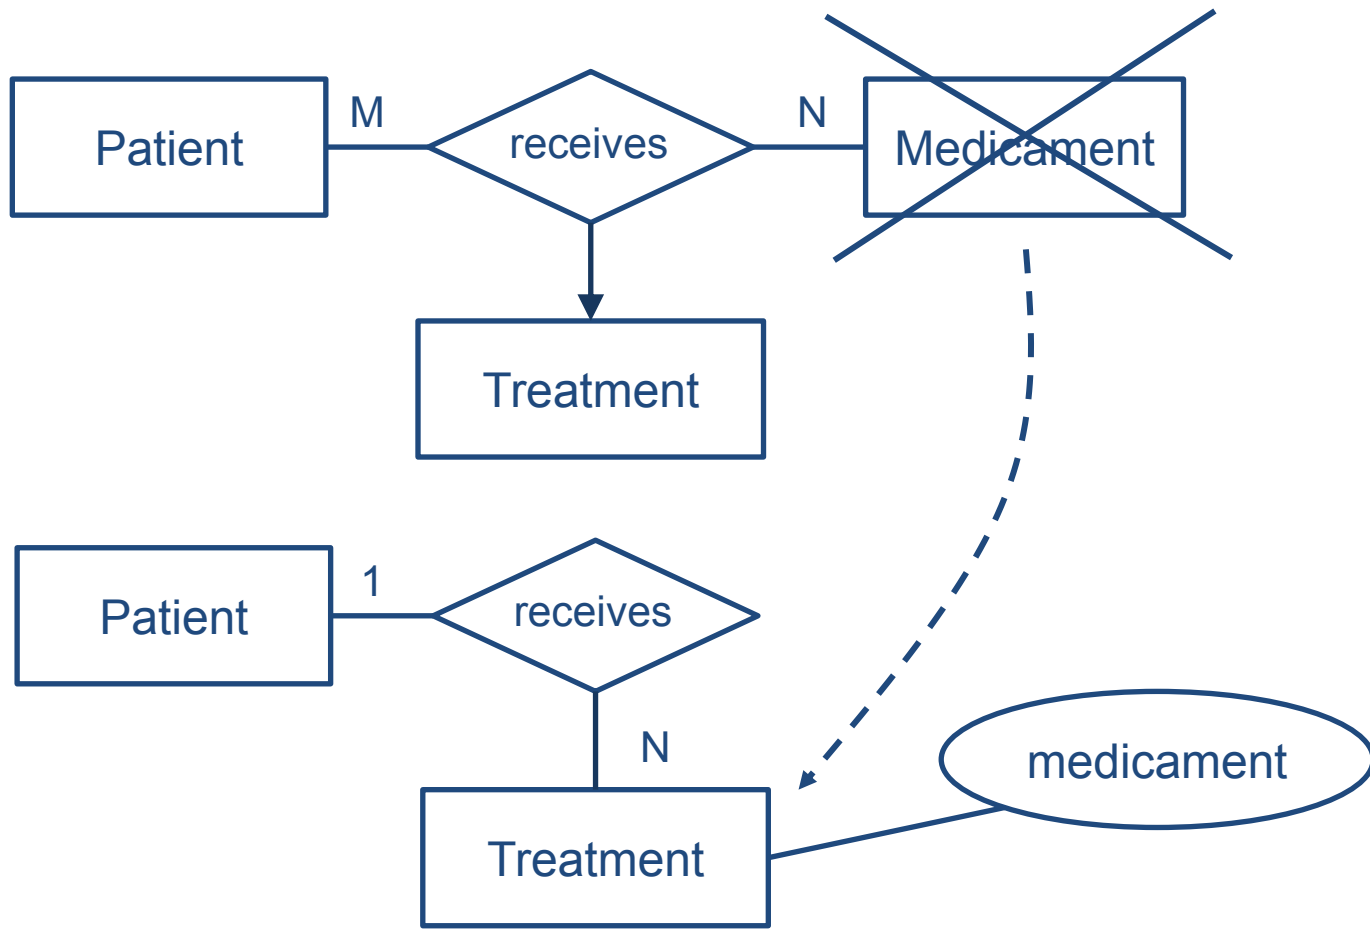 Patient
M
receives
N
Medicament
Treatment
Patient
1
receives
N
Treatment
medicament